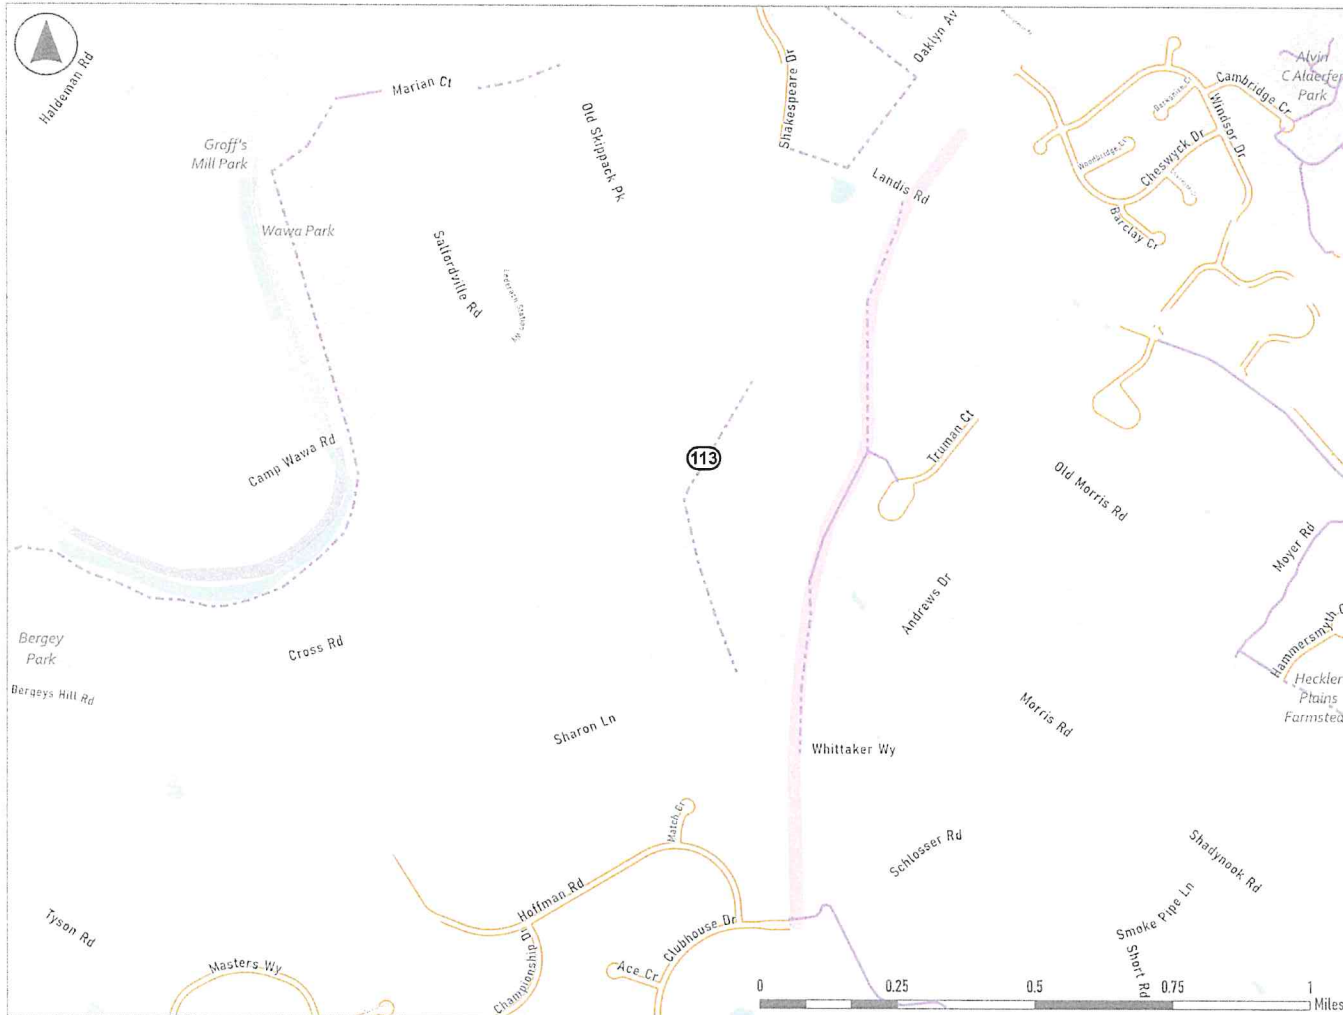 Haldeman Rd
Marian Ct
Old Skippack Pk
Shakespeare Dr
Oaklyn Av
Alvin
C Alderfer
Park
Cambridge Cr
Windsor Dr
Cheswyck Dr
Woodbridge Cr
Barclay Cr
Groff's
Mill Park
Wawa Park
Landis Rd
Salfordville Rd
Camp Wawa Rd
113
Truman Ct
Old Morris Rd
Moyer Rd
Andrews Dr
Hammersmyth C
Bergey
Park
Cross Rd
Bergeys Hill Rd
Heckler
Plains
Farmstea
Morris Rd
Sharon Ln
Whittaker Wy
Match Cr
Schlosser Rd
Shadynook Rd
Hoffman Rd
Smoke Pipe Ln
Tyson Rd
Clubhouse Dr
Championship Dr
Short Rd
Masters Wy
Ace Cr
0 0.25 0.5 0.75 1
Miles